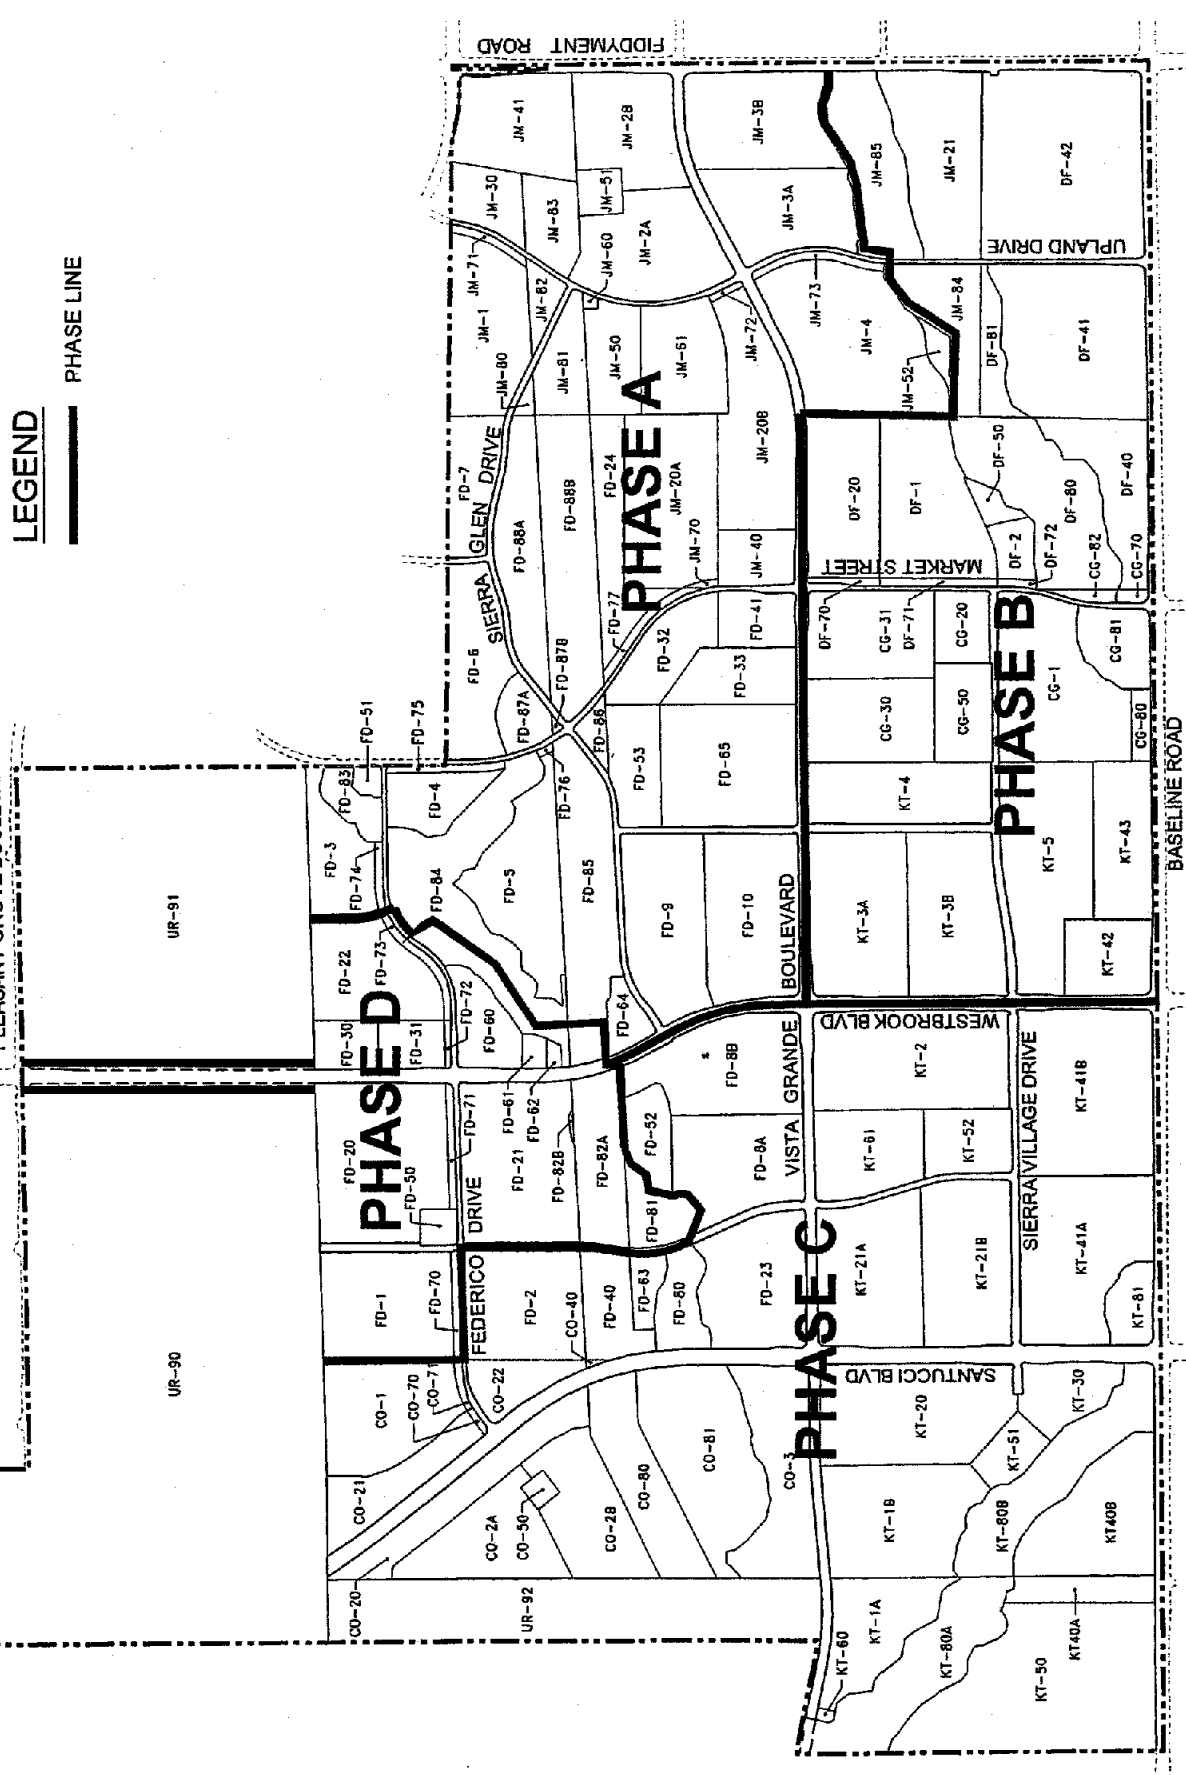 LEGEND
PHASE LINE
FIDDYMENT ROAD
UR-91
UR-90
UR-92
PHASE D
PHASE A
PHASE B
PHASE C
SIERRA GLEN DRIVE
UPLAND DRIVE
MARKET STREET
BASELINE ROAD
VISTA GRANDE BOULEVARD
WESTBROOK BLVD
SIERRA VILLAGE DRIVE
FEDERICO DRIVE
SANTUCCI BLVD
JM-41
JM-2B
JM-3B
JM-30
JM-83
JM-51
JM-85
JM-21
DF-42
JM-71
JM-60
JM-2A
JM-3A
JM-1
JM-82
JM-73
JM-84
JM-80
JM-81
JM-50
JM-61
JM-72
JM-4
JM-52
DF-81
DF-41
FD-7
FD-88A
FD-88B
FD-24
JM-20A
JM-20B
DF-20
DF-1
DF-50
DF-80
DF-40
JM-70
JM-40
DF-2
DF-72
CG-82
CG-70
FD-6
FD-87B
FD-77
FD-32
FD-41
DF-70
CG-31
DF-71
CG-20
CG-81
FD-51
FD-75
FD-87A
FD-86
FD-33
CG-30
CG-50
CG-1
CG-80
FD-83
FD-4
FD-76
FD-53
FD-65
KT-4
FD-3
FD-74
FD-84
FD-5
FD-85
FD-9
FD-10
KT-3A
KT-3B
KT-5
KT-43
KT-42
FD-22
FD-73
FD-72
FD-60
FD-64
FD-30
FD-31
FD-61
FD-62
FD-8B
KT-2
KT-41B
FD-20
FD-71
FD-50
FD-21
FD-82B
FD-82A
FD-52
FD-8A
KT-61
KT-52
FD-81
FD-1
FD-70
FD-2
CO-40
FD-40
FD-63
FD-80
FD-23
KT-21A
KT-21B
KT-41A
KT-81
CO-1
CO-70
CO-71
CO-22
CO-21
CO-2A
CO-50
CO-2B
CO-80
CO-81
CO-3
KT-20
KT-51
KT-30
CO-20
KT-1B
KT-80B
KT40B
KT-60
KT-1A
KT-80A
KT-50
KT40A